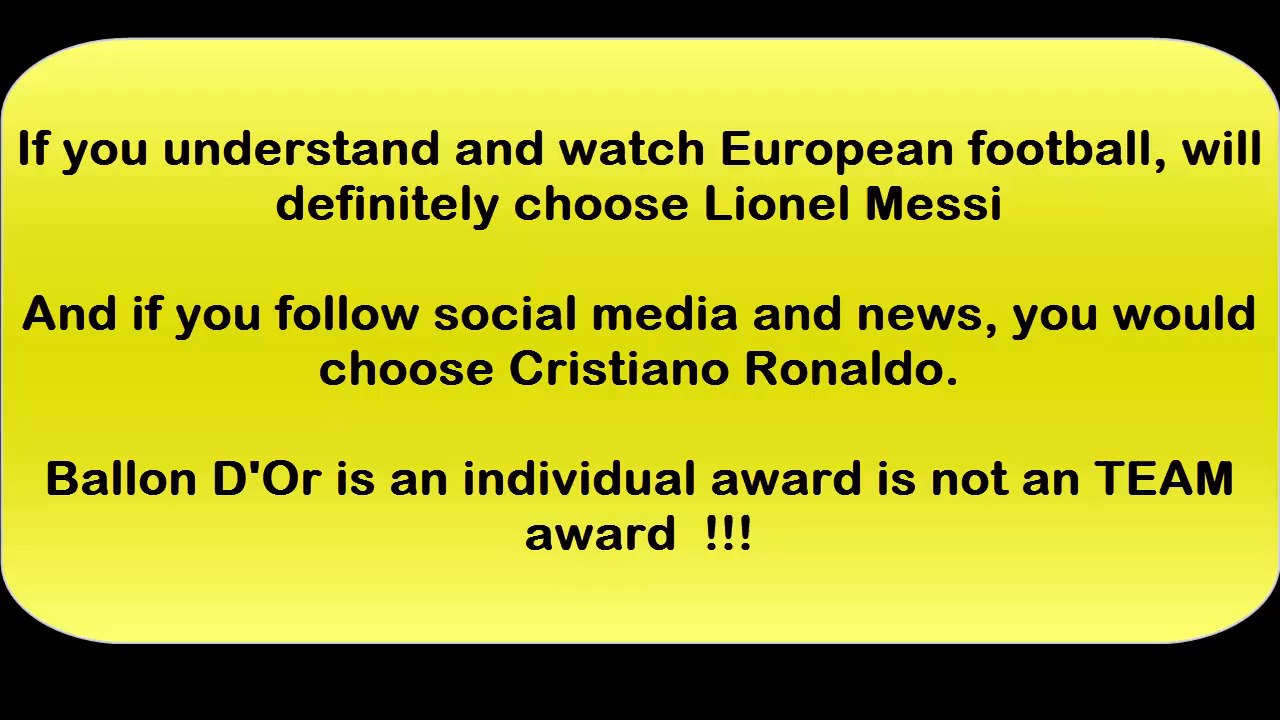 If you understand and watch European football, will
definitely choose Lionel Messi
And if you follow social media and news, you would
choose Cristiano Ronaldo.
Ballon D'Or is an individual award is not an TEAM
award  !!!